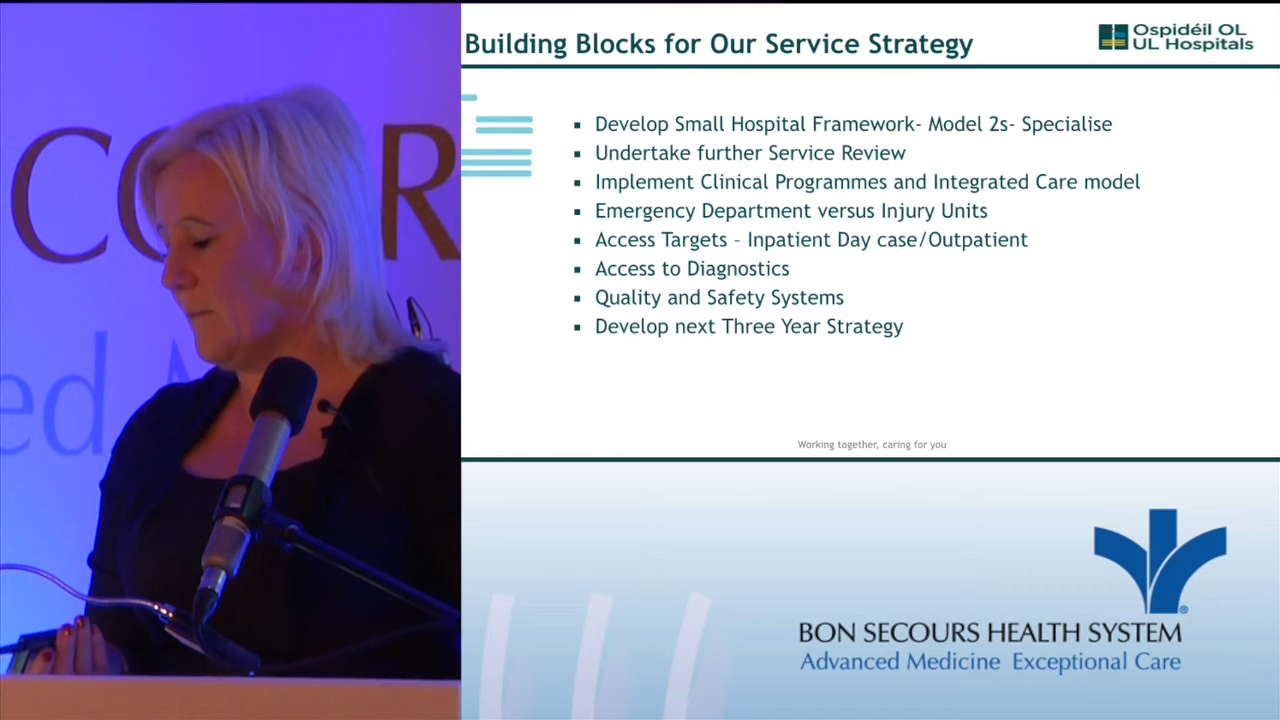 Building Blocks for Our Service Strategy
Ospidéil OL
UL Hospitals
▪ Develop Small Hospital Framework- Model 2s- Specialise
▪ Undertake further Service Review
▪ Implement Clinical Programmes and Integrated Care model
▪ Emergency Department versus Injury Units
▪ Access Targets – Inpatient Day case/Outpatient
▪ Access to Diagnostics
▪ Quality and Safety Systems
▪ Develop next Three Year Strategy
Working together, caring for you
BON SECOURS HEALTH SYSTEM
®
Advanced Medicine Exceptional Care